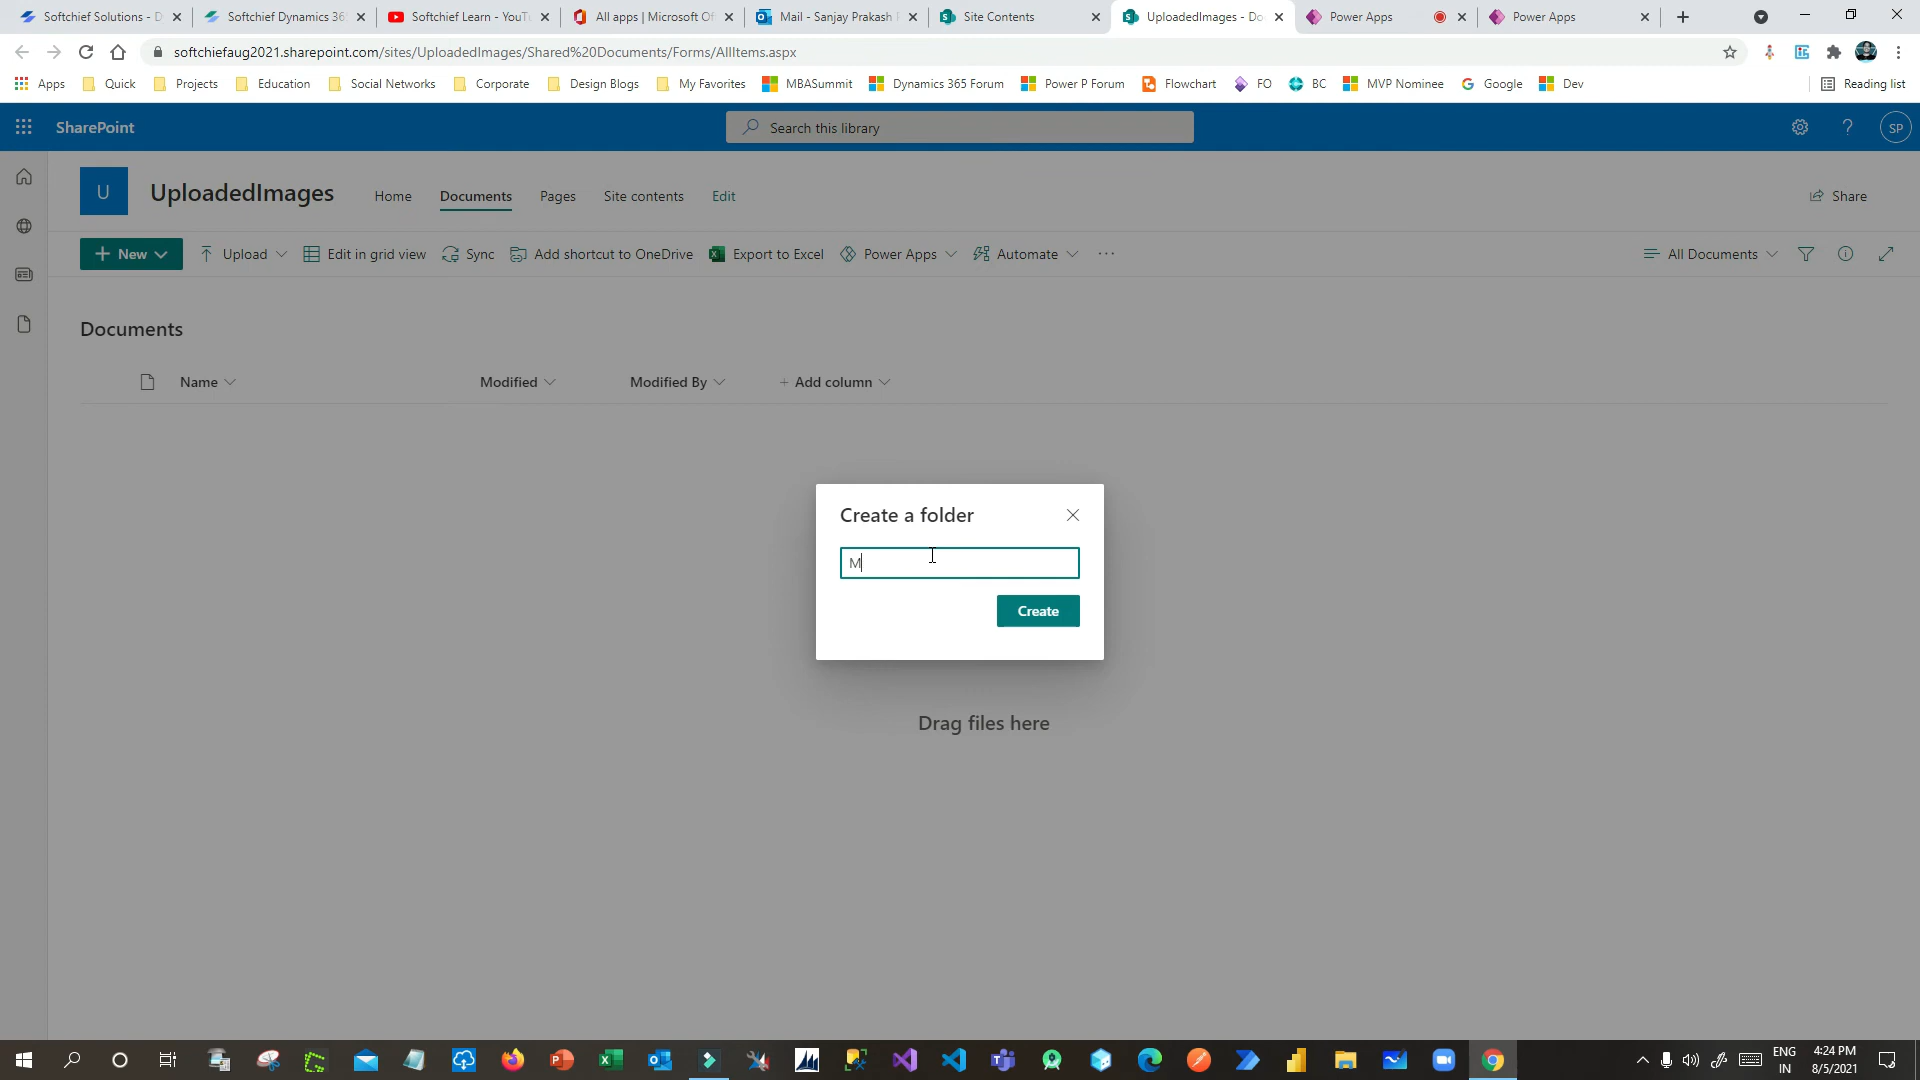 Softchief Solutions - D
Softchief Dynamics 36
Softchief Learn - YouTu
All apps | Microsoft Of
Mail - Sanjay Prakash
Site Contents
UploadedImages - Do
Power Apps
Power Apps
softchiefaug2021.sharepoint.com/sites/UploadedImages/Shared%20Documents/Forms/AllItems.aspx
Apps
Quick
Projects
Education
Social Networks
Corporate
Design Blogs
My Favorites
MBASummit
Dynamics 365 Forum
Power P Forum
Flowchart
FO
BC
MVP Nominee
Google
Dev
Reading list
SharePoint
Search this library
SP
U
UploadedImages
Home
Documents
Pages
Site contents
Edit
Share
New
Upload
Edit in grid view
Sync
Add shortcut to OneDrive
Export to Excel
Power Apps
Automate
All Documents
Documents
Name
Modified
Modified By
+ Add column
Create a folder
M
Create
Drag files here
ENG
IN
4:24 PM
8/5/2021